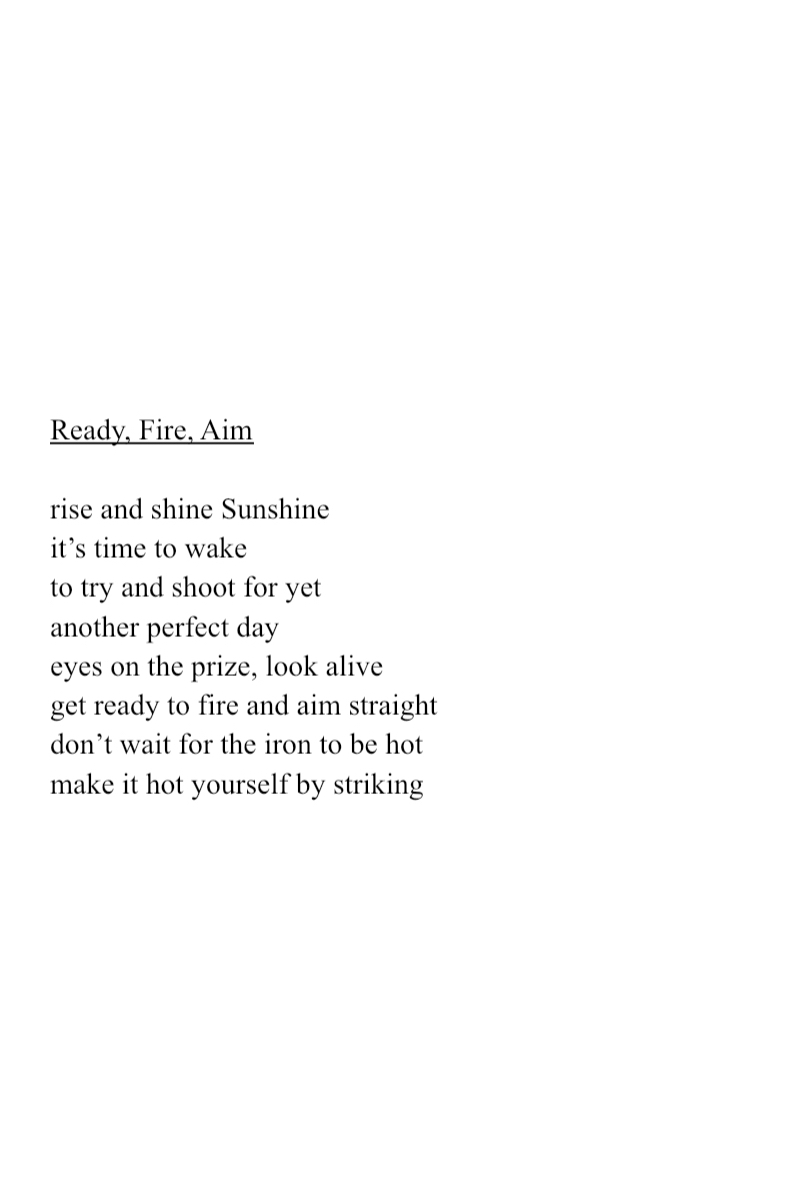 Ready, Fire, Aim
rise and shine Sunshine
it’s time to wake
to try and shoot for yet
another perfect day
eyes on the prize, look alive
get ready to fire and aim straight
don’t wait for the iron to be hot
make it hot yourself by striking